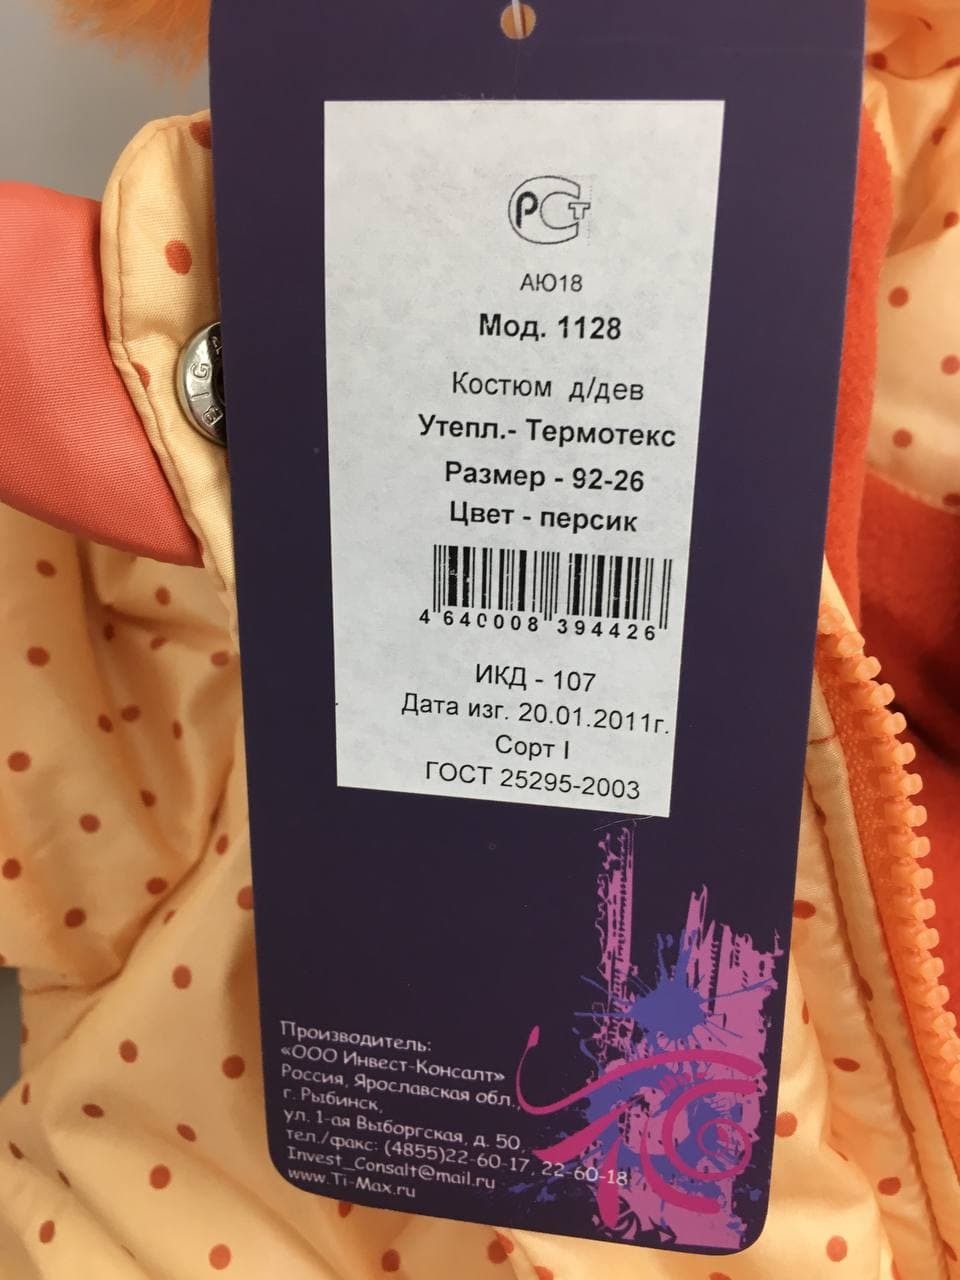 РСТ
АЮ18
Мод. 1128
Костюм д/дев
Утепл.- Термотекс
Размер - 92-26
Цвет - персик
4 640008 394426
ИКД - 107
Дата изг. 20.01.2011г.
Сорт I
ГОСТ 25295-2003
Производитель:
«ООО Инвест-Консалт»
Россия, Ярославская обл.,
г. Рыбинск,
ул. 1-ая Выборгская, д. 50,
тел./факс: (4855)22-60-17, 22-60-18
Invest_Consalt@mail.ru
www.Ti-Max.ru